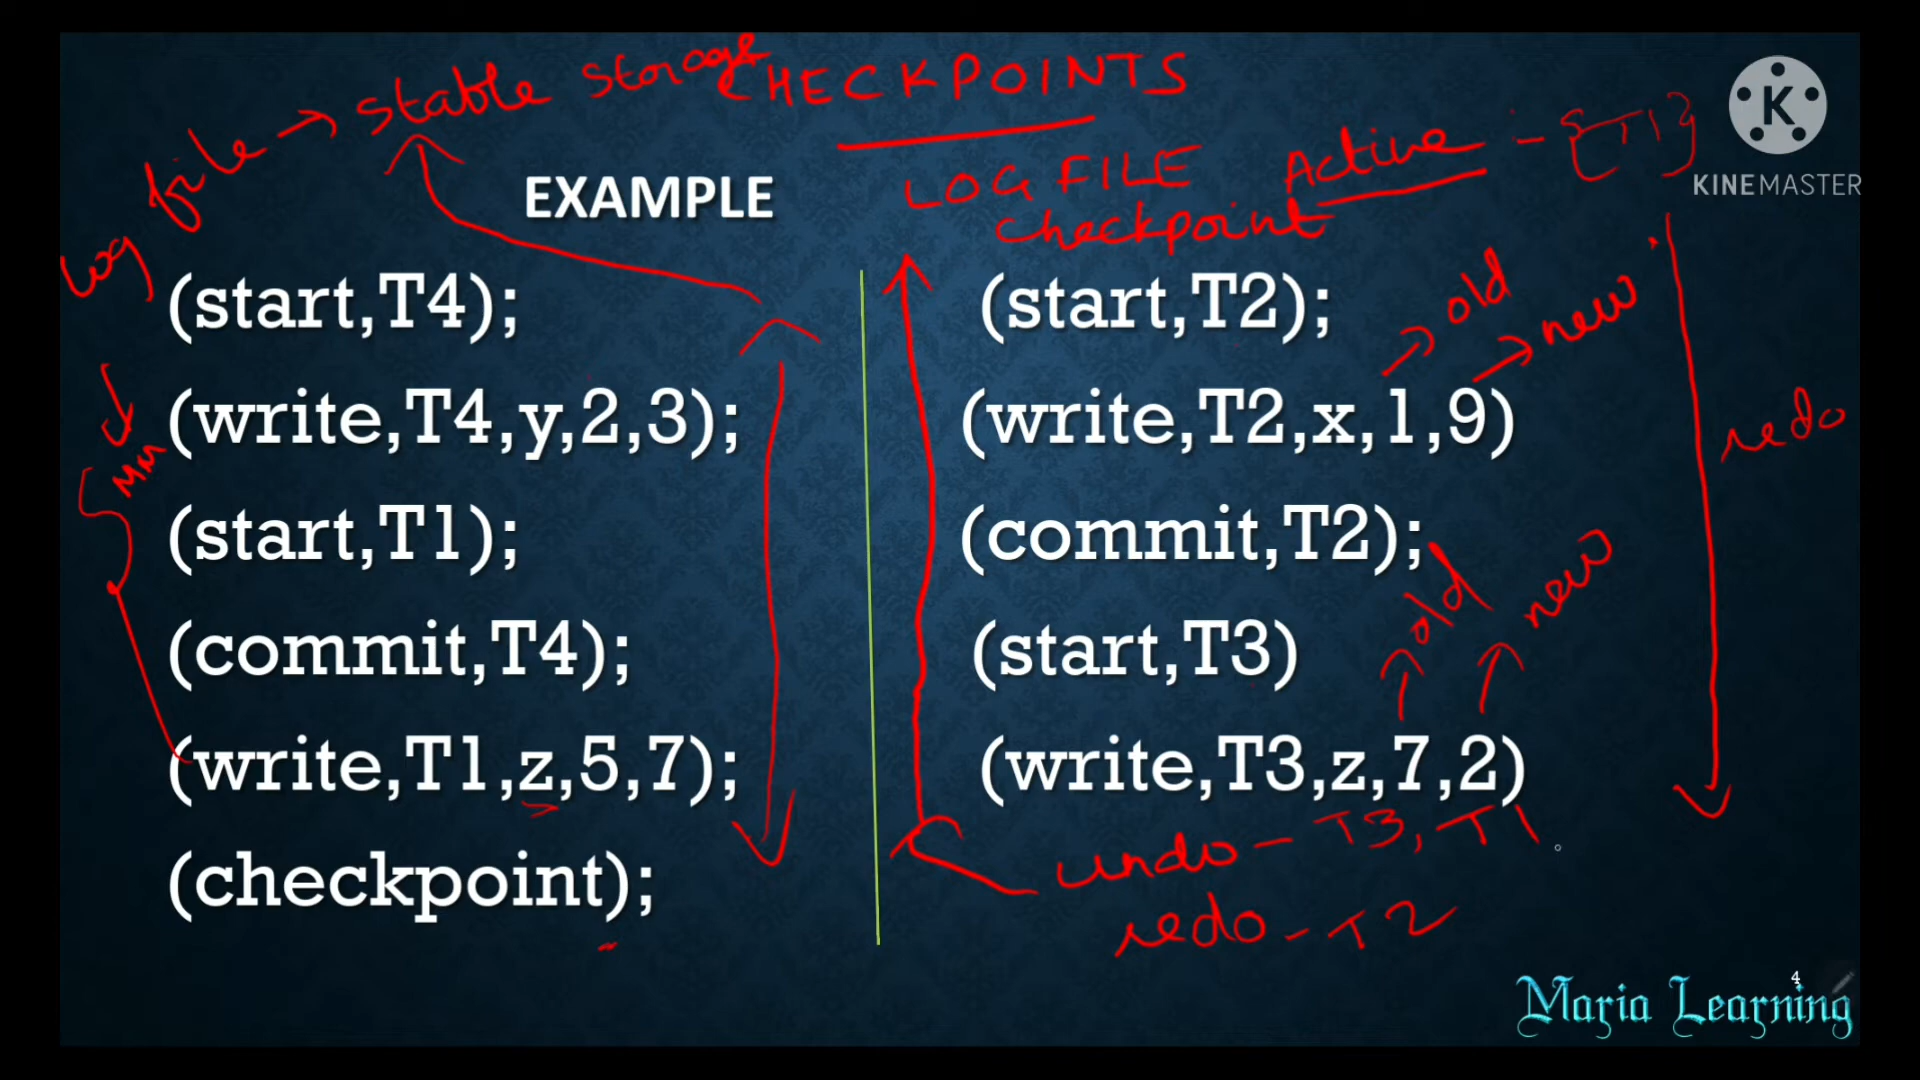 Log file → stable storage CHECKPOINTS
KINEMASTER
EXAMPLE
LOG FILE Active :- {T1}
checkpoint
(start,T4);
(write,T4,y,2,3);
MM
(start,T1);
(commit,T4);
(write,T1,z,5,7);
(checkpoint);
(start,T2);
old
new
(write,T2,x,1,9)
redo
(commit,T2);
old
new
(start,T3)
(write,T3,z,7,2)
undo - T3, T1
redo - T2
4
Maria Learning